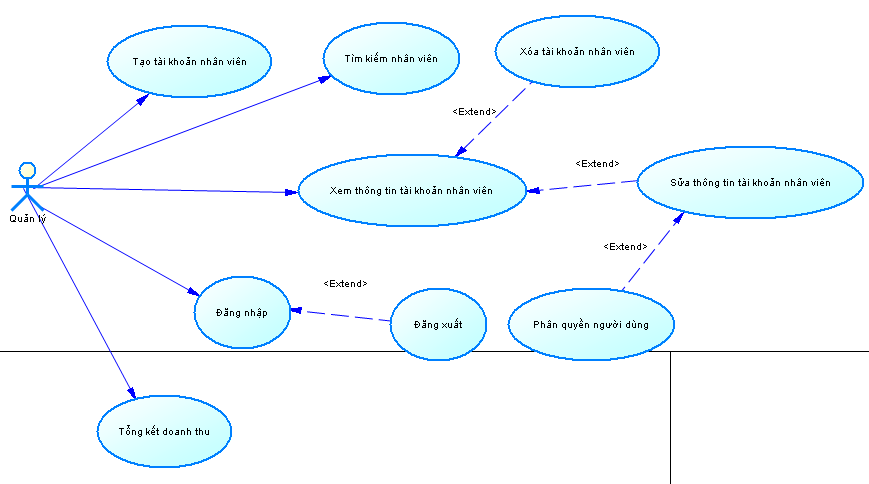 Xóa tài khoản nhân viên
Tạo tài khoản nhân viên
Tìm kiếm nhân viên
<Extend>
<Extend>
Xem thông tin tài khoản nhân viên
Sửa thông tin tài khoản nhân viên
Quản lý
<Extend>
<Extend>
Đăng nhập
Đăng xuất
Phân quyền người dùng
Tổng kết doanh thu